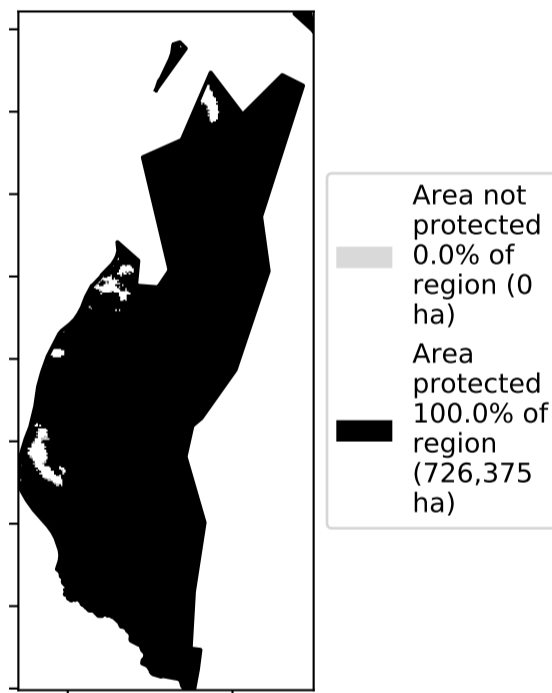 Area not
protected
0.0% of
region (0
ha)
Area
protected
100.0% of
region
(726,375
ha)